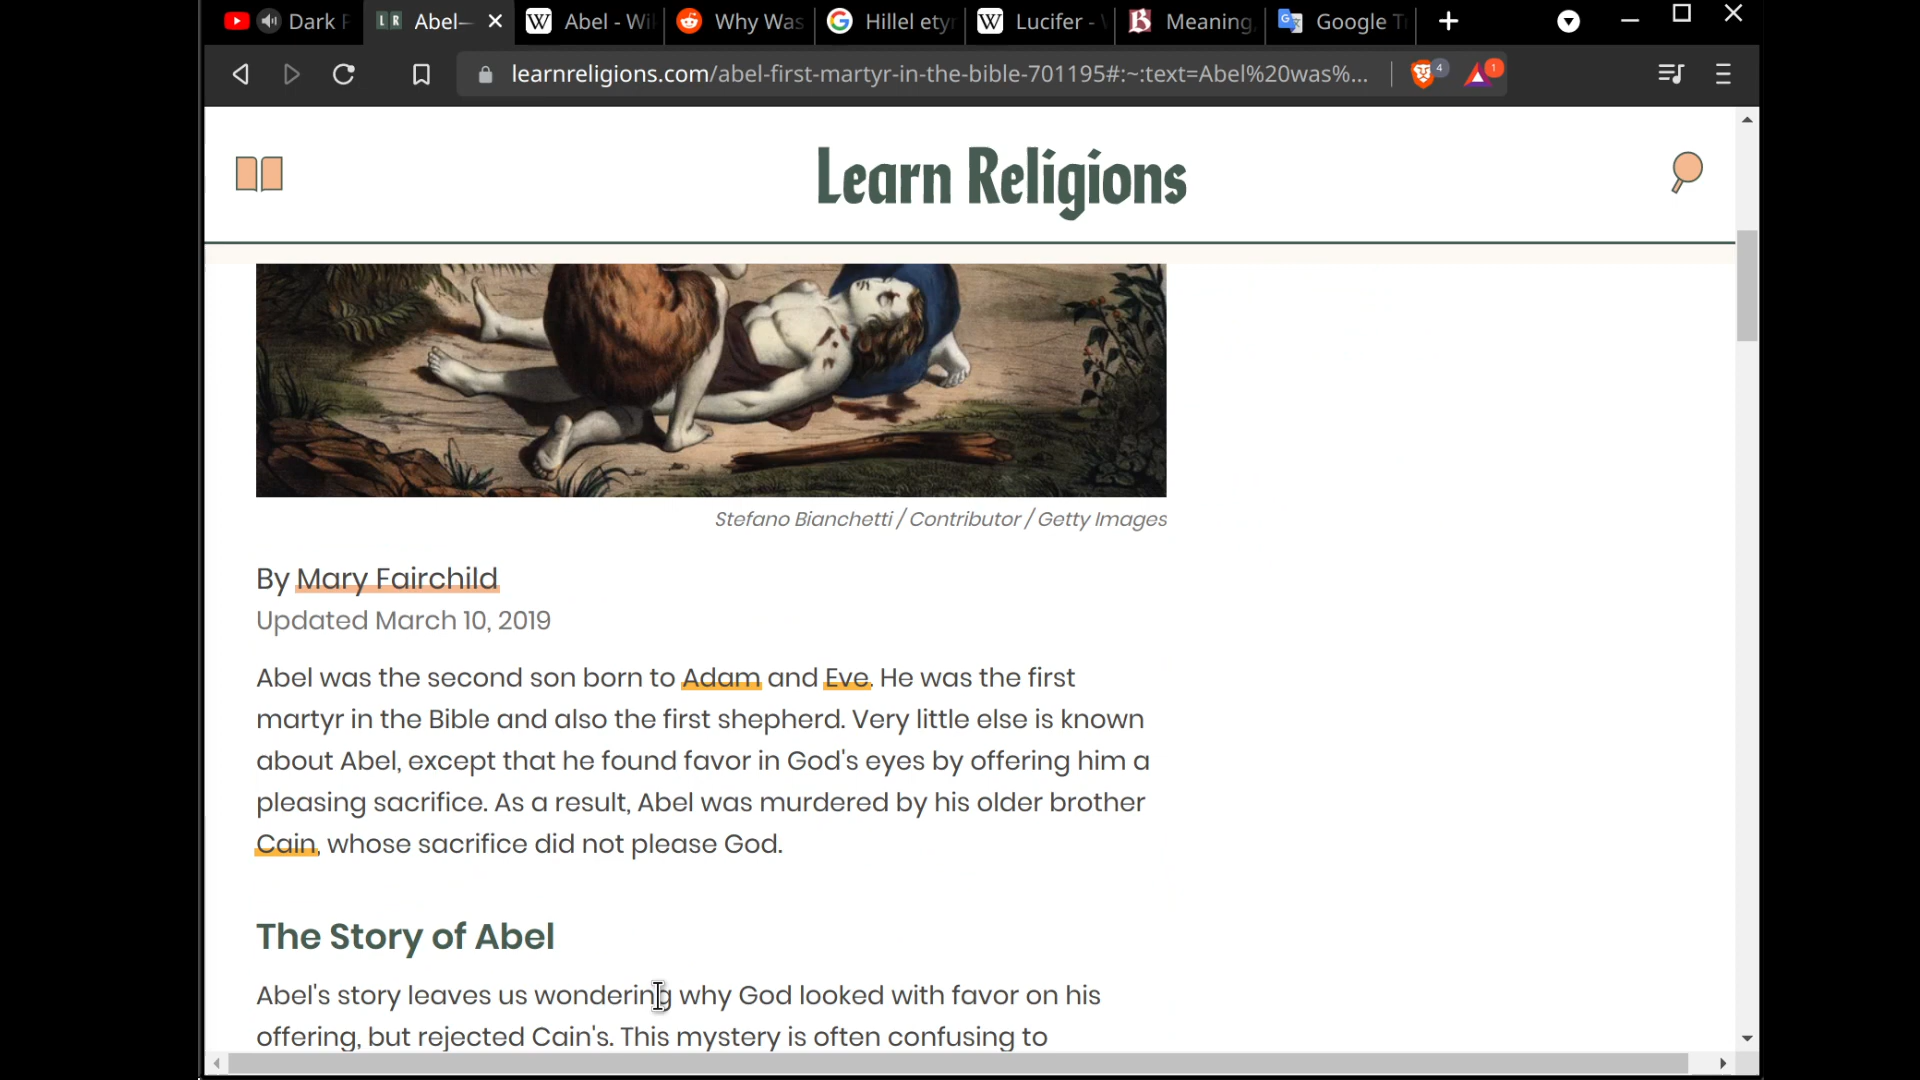 Dark
Abel—
Abel - Wi
Why Was
Hillel ety
Lucifer -
Meaning,
Google T
learnreligions.com/abel-first-martyr-in-the-bible-701195#:~:text=Abel%20was%...
4
1
Learn Religions
Stefano Bianchetti / Contributor / Getty Images
By Mary Fairchild
Updated March 10, 2019
Abel was the second son born to Adam and Eve. He was the first
martyr in the Bible and also the first shepherd. Very little else is known
about Abel, except that he found favor in God's eyes by offering him a
pleasing sacrifice. As a result, Abel was murdered by his older brother
Cain, whose sacrifice did not please God.
The Story of Abel
Abel's story leaves us wondering why God looked with favor on his
offering, but rejected Cain's. This mystery is often confusing to